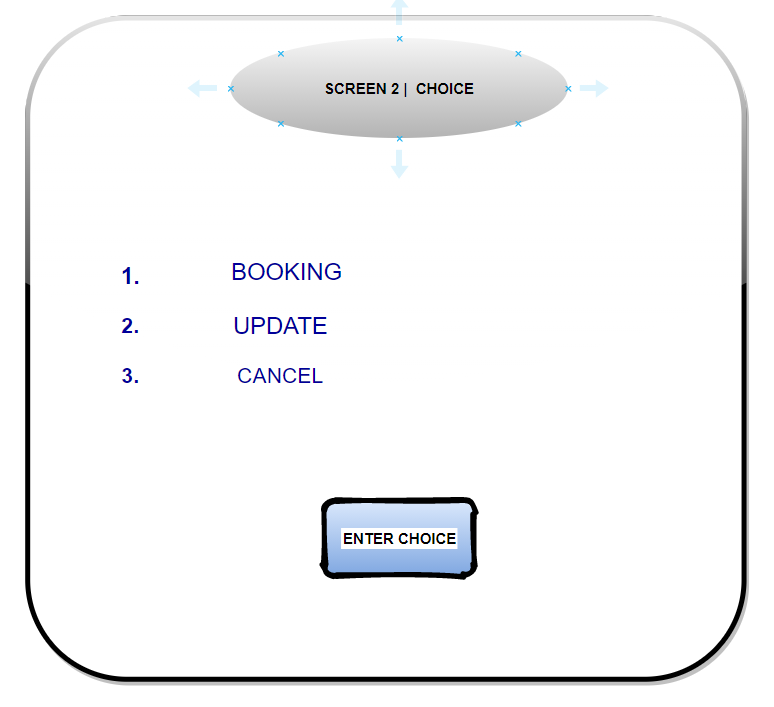 SCREEN 2 | CHOICE
1. BOOKING
2. UPDATE
3. CANCEL
ENTER CHOICE